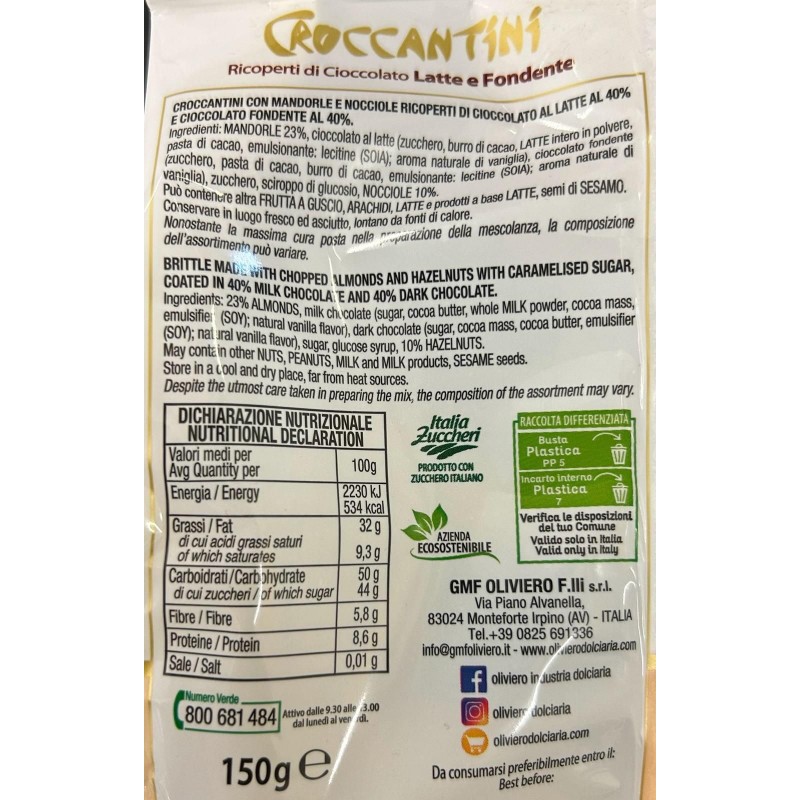 CROCCANTINI
Ricoperti di Cioccolato Latte e Fondente
CROCCANTINI CON MANDORLE E NOCCIOLE RICOPERTI DI CIOCCOLATO AL LATTE AL 40%
E CIOCCOLATO FONDENTE AL 40%.
Ingredienti: MANDORLE 23%, cioccolato al latte (zucchero, burro di cacao, LATTE intero in polvere,
pasta di cacao, emulsionante: lecitine (SOIA); aroma naturale di vaniglia), cioccolato fondente
(zucchero, pasta di cacao, burro di cacao, emulsionante: lecitine (SOIA); aroma naturale di
vaniglia), zucchero, sciroppo di glucosio, NOCCIOLE 10%.
Può contenere altra FRUTTA A GUSCIO, ARACHIDI, LATTE e prodotti a base LATTE, semi di SESAMO.
Conservare in luogo fresco ed asciutto, lontano da fonti di calore.
Nonostante la massima cura posta nella preparazione della mescolanza, la composizione
dell'assortimento può variare.
BRITTLE MADE WITH CHOPPED ALMONDS AND HAZELNUTS WITH CARAMELISED SUGAR,
COATED IN 40% MILK CHOCOLATE AND 40% DARK CHOCOLATE.
Ingredients: 23% ALMONDS, milk chocolate (sugar, cocoa butter, whole MILK powder, cocoa mass,
emulsifier (SOY); natural vanilla flavor), dark chocolate (sugar, cocoa mass, cocoa butter, emulsifier
(SOY); natural vanilla flavor), sugar, glucose syrup, 10% HAZELNUTS.
May contain other NUTS, PEANUTS, MILK and MILK products, SESAME seeds.
Store in a cool and dry place, far from heat sources.
Despite the utmost care taken in preparing the mix, the composition of the assortment may vary.
DICHIARAZIONE NUTRIZIONALE
NUTRITIONAL DECLARATION
Valori medi per
Avg Quantity per 100g
Energia / Energy 2230 kJ
534 kcal
Grassi / Fat 32 g
di cui acidi grassi saturi
of which saturates 9,3 g
Carboidrati / Carbohydrate 50 g
di cui zuccheri / of which sugar 44 g
Fibre / Fibre 5,8 g
Proteine / Protein 8,6 g
Sale / Salt 0,01 g
Italia
Zuccheri
PRODOTTO CON
ZUCCHERO ITALIANO
AZIENDA
ECOSOSTENIBILE
RACCOLTA DIFFERENZIATA
Busta
Plastica
PP 5
Incarto interno
Plastica
7
Verifica le disposizioni
del tuo Comune
Valido solo in Italia
Valid only in Italy
GMF OLIVIERO F.lli s.r.l.
Via Piano Alvanella,
83024 Monteforte Irpino (AV) - ITALIA
Tel.+39 0825 691336
info@gmfoliviero.it - www.olivierodolciaria.com
oliviero industria dolciaria
oliviero dolciaria
olivierodolciaria.com
Numero Verde
800 681 484
Attivo dalle 9.30 alle 13.00
dal lunedì al venerdì.
150g e
Da consumarsi preferibilmente entro il:
Best before: